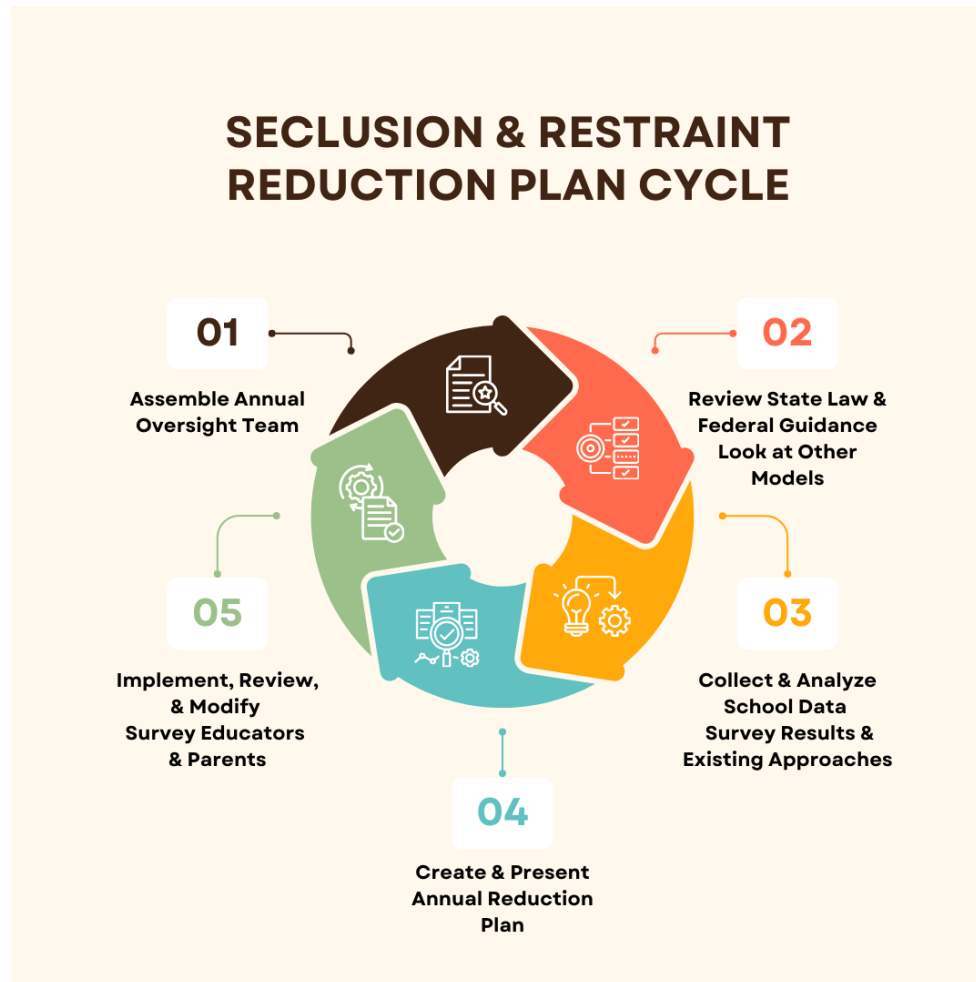 SECLUSION & RESTRAINT
REDUCTION PLAN CYCLE
01
Assemble Annual
Oversight Team
02
Review State Law &
Federal Guidance
Look at Other
Models
03
Collect & Analyze
School Data
Survey Results &
Existing Approaches
04
Create & Present
Annual Reduction
Plan
05
Implement, Review,
& Modify
Survey Educators
& Parents